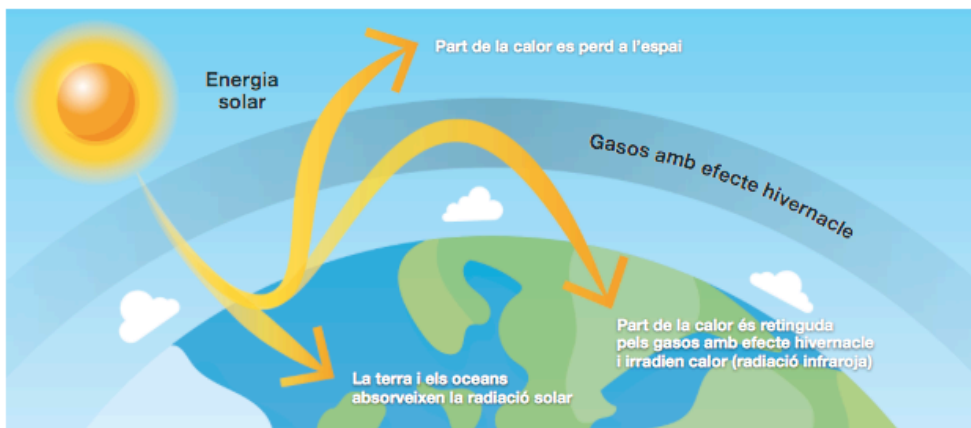 Part de la calor es perd a l'espai
Energia
solar
Gasos amb efecte hivernacle
Part de la calor és retinguda
pels gasos amb efecte hivernacle
i irradien calor (radiació infraroja)
La terra i els oceans
absorveixen la radiació solar